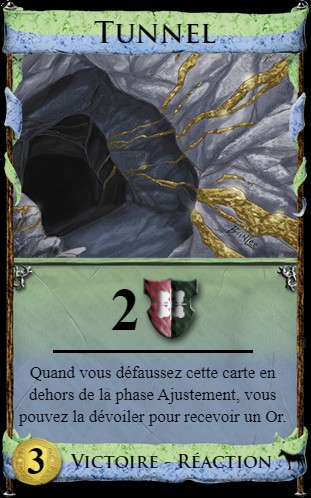 TUNNEL
2
Quand vous défaussez cette carte en
dehors de la phase Ajustement, vous
pouvez la dévoiler pour recevoir un Or.
3 VICTOIRE - RÉACTION